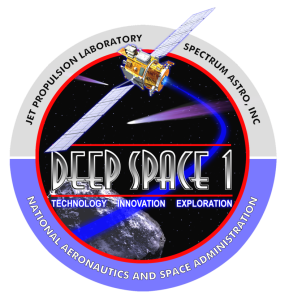 JET PROPULSION LABORATORY
SPECTRUM ASTRO, INC
DEEP SPACE 1
TECHNOLOGY INNOVATION EXPLORATION
NATIONAL AERONAUTICS AND SPACE ADMINISTRATION